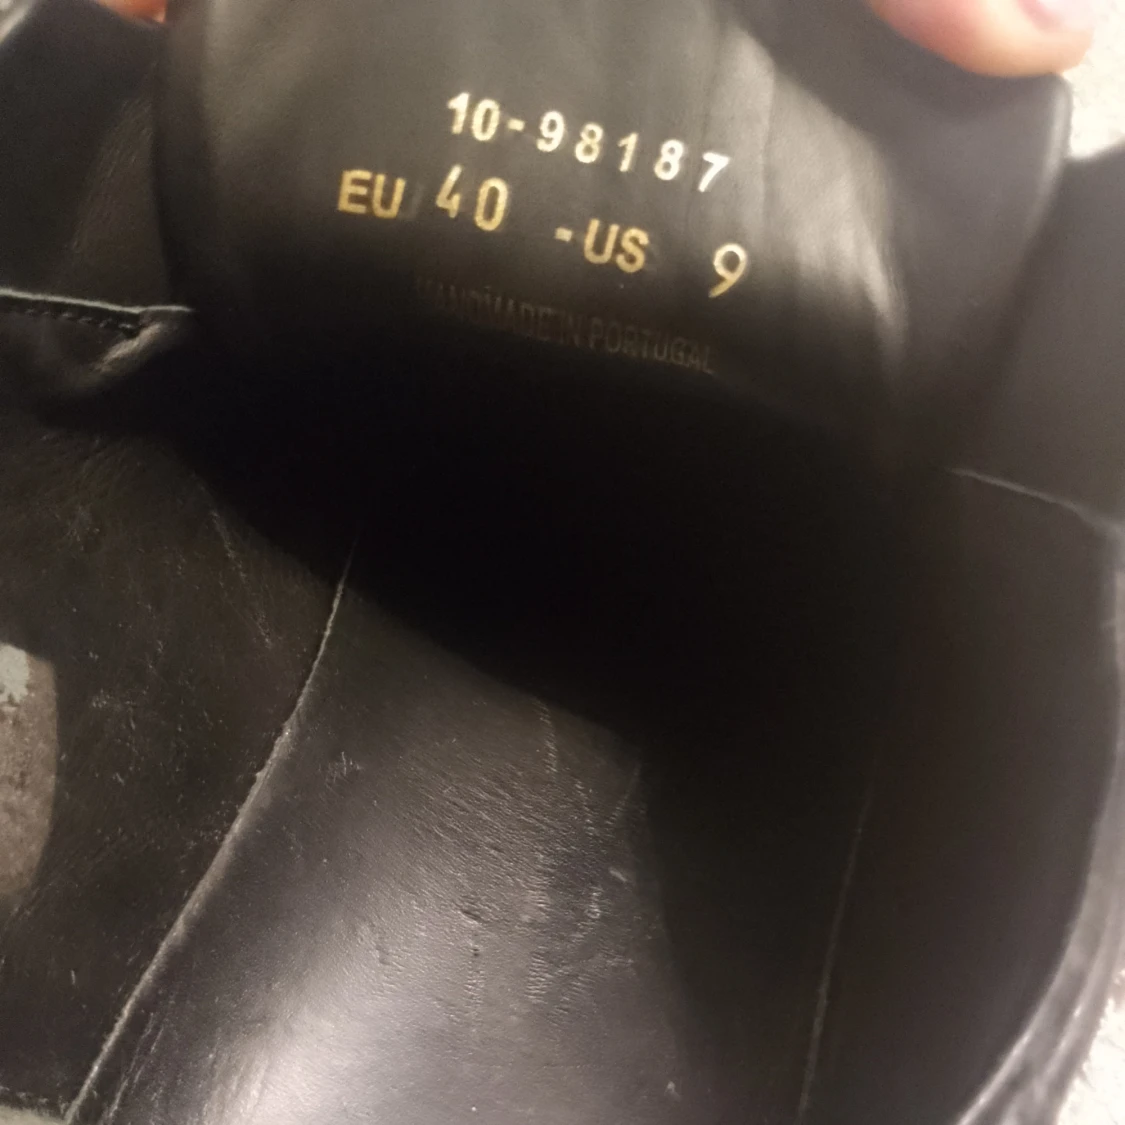 10-98187
EU 40 -US 9
HANDMADE IN PORTUGAL